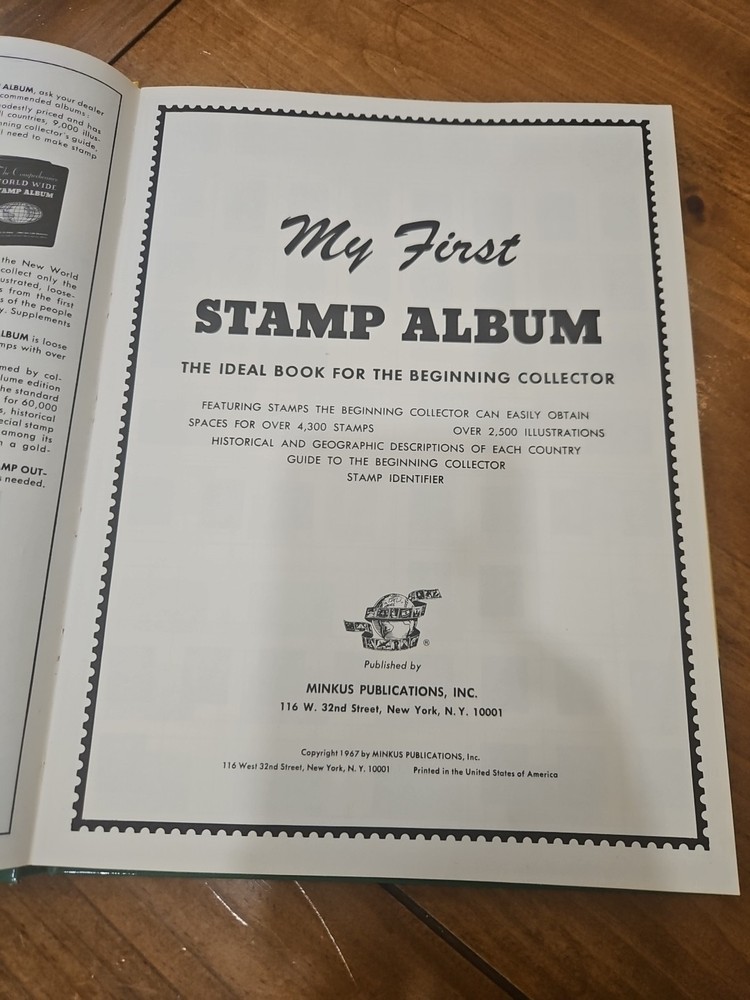 ALBUM, ask your dealer
commended albums:
odestly priced and has
countries, 9,000 illus-
ning collector's guide,
need to make stamp
The Comprehensive
WORLD WIDE
STAMP ALBUM
the New World
collect only the
ustrated, loose-
s from the first
s of the people
y. Supplements
LBUM is loose
mps with over
med by col-
lume edition
he standard
for 60,000
s, historical
ecial stamp
among its
n a gold-
MP OUT-
s needed.
My First
STAMP ALBUM
THE IDEAL BOOK FOR THE BEGINNING COLLECTOR
FEATURING STAMPS THE BEGINNING COLLECTOR CAN EASILY OBTAIN
SPACES FOR OVER 4,300 STAMPS OVER 2,500 ILLUSTRATIONS
HISTORICAL AND GEOGRAPHIC DESCRIPTIONS OF EACH COUNTRY
GUIDE TO THE BEGINNING COLLECTOR
STAMP IDENTIFIER
®
Published by
MINKUS PUBLICATIONS, INC.
116 W. 32nd Street, New York, N.Y. 10001
Copyright 1967 by MINKUS PUBLICATIONS, Inc.
116 West 32nd Street, New York, N. Y. 10001 Printed in the United States of America